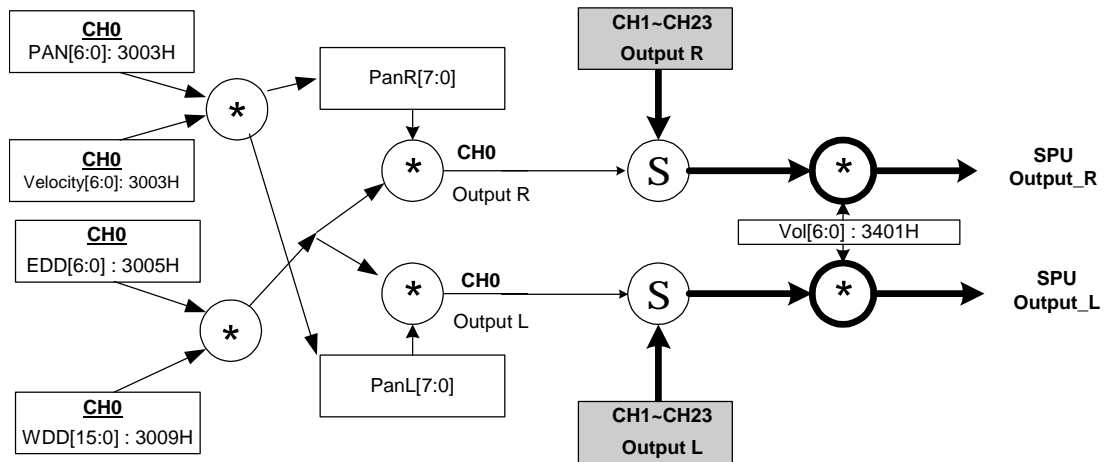 CH0
PAN[6:0]: 3003H
CH0
Velocity[6:0]: 3003H
CH0
EDD[6:0] : 3005H
CH0
WDD[15:0] : 3009H
*
*
PanR[7:0]
*
CH0
Output R
*
CH0
Output L
PanL[7:0]
CH1~CH23
Output R
S
*
SPU
Output_R
Vol[6:0] : 3401H
S
*
SPU
Output_L
CH1~CH23
Output L